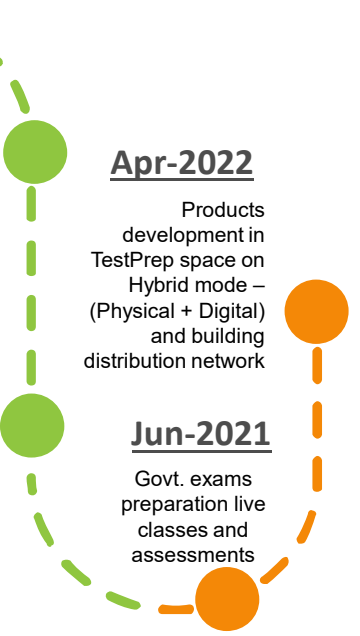 Apr-2022
Products
development in
TestPrep space on
Hybrid mode –
(Physical + Digital)
and building
distribution network
Jun-2021
Govt. exams
preparation live
classes and
assessments